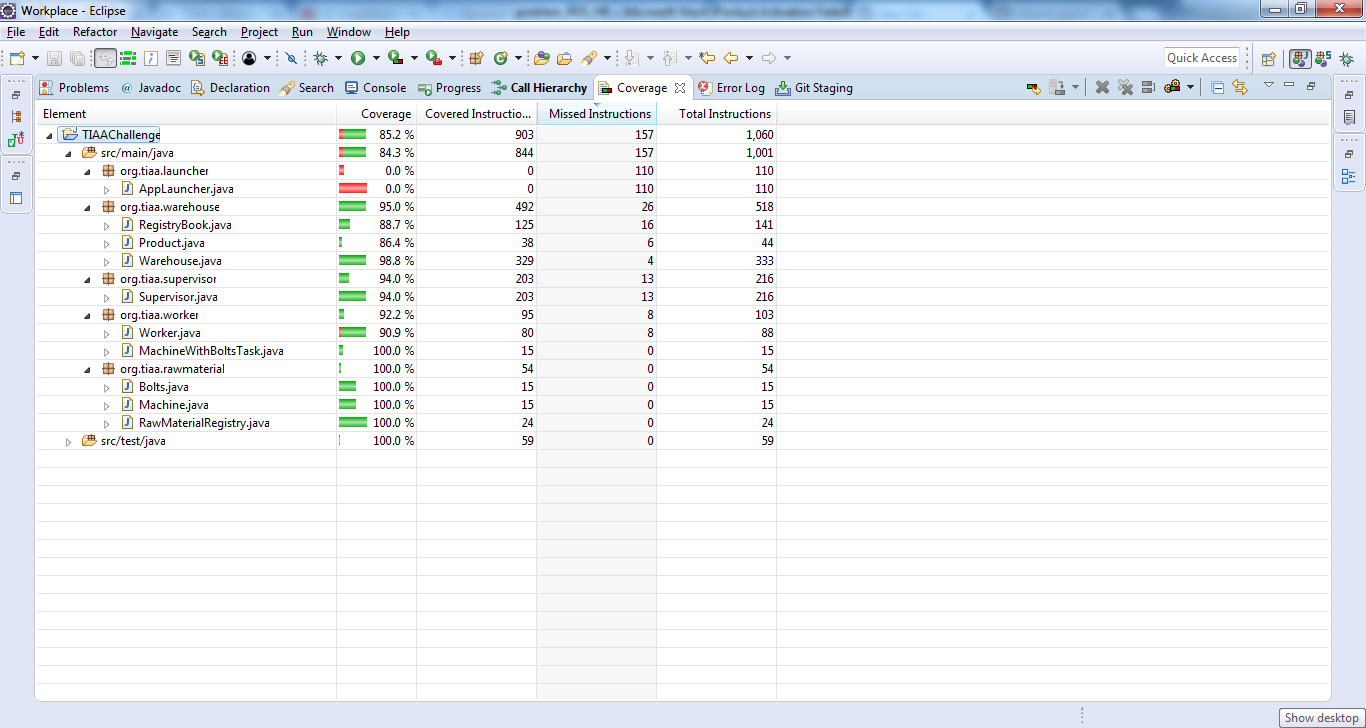 Workplace - Eclipse
File Edit Refactor Navigate Search Project Run Window Help
Quick Access
Problems @ Javadoc Declaration Search Console Progress Call Hierarchy Coverage Error Log Git Staging
Element Coverage Covered Instructio... Missed Instructions Total Instructions
TIAAChallenge 85.2 % 903 157 1,060
src/main/java 84.3 % 844 157 1,001
org.tiaa.launcher 0.0 % 0 110 110
AppLauncher.java 0.0 % 0 110 110
org.tiaa.warehouse 95.0 % 492 26 518
RegistryBook.java 88.7 % 125 16 141
Product.java 86.4 % 38 6 44
Warehouse.java 98.8 % 329 4 333
org.tiaa.supervisor 94.0 % 203 13 216
Supervisor.java 94.0 % 203 13 216
org.tiaa.worker 92.2 % 95 8 103
Worker.java 90.9 % 80 8 88
MachineWithBoltsTask.java 100.0 % 15 0 15
org.tiaa.rawmaterial 100.0 % 54 0 54
Bolts.java 100.0 % 15 0 15
Machine.java 100.0 % 15 0 15
RawMaterialRegistry.java 100.0 % 24 0 24
src/test/java 100.0 % 59 0 59
Show desktop